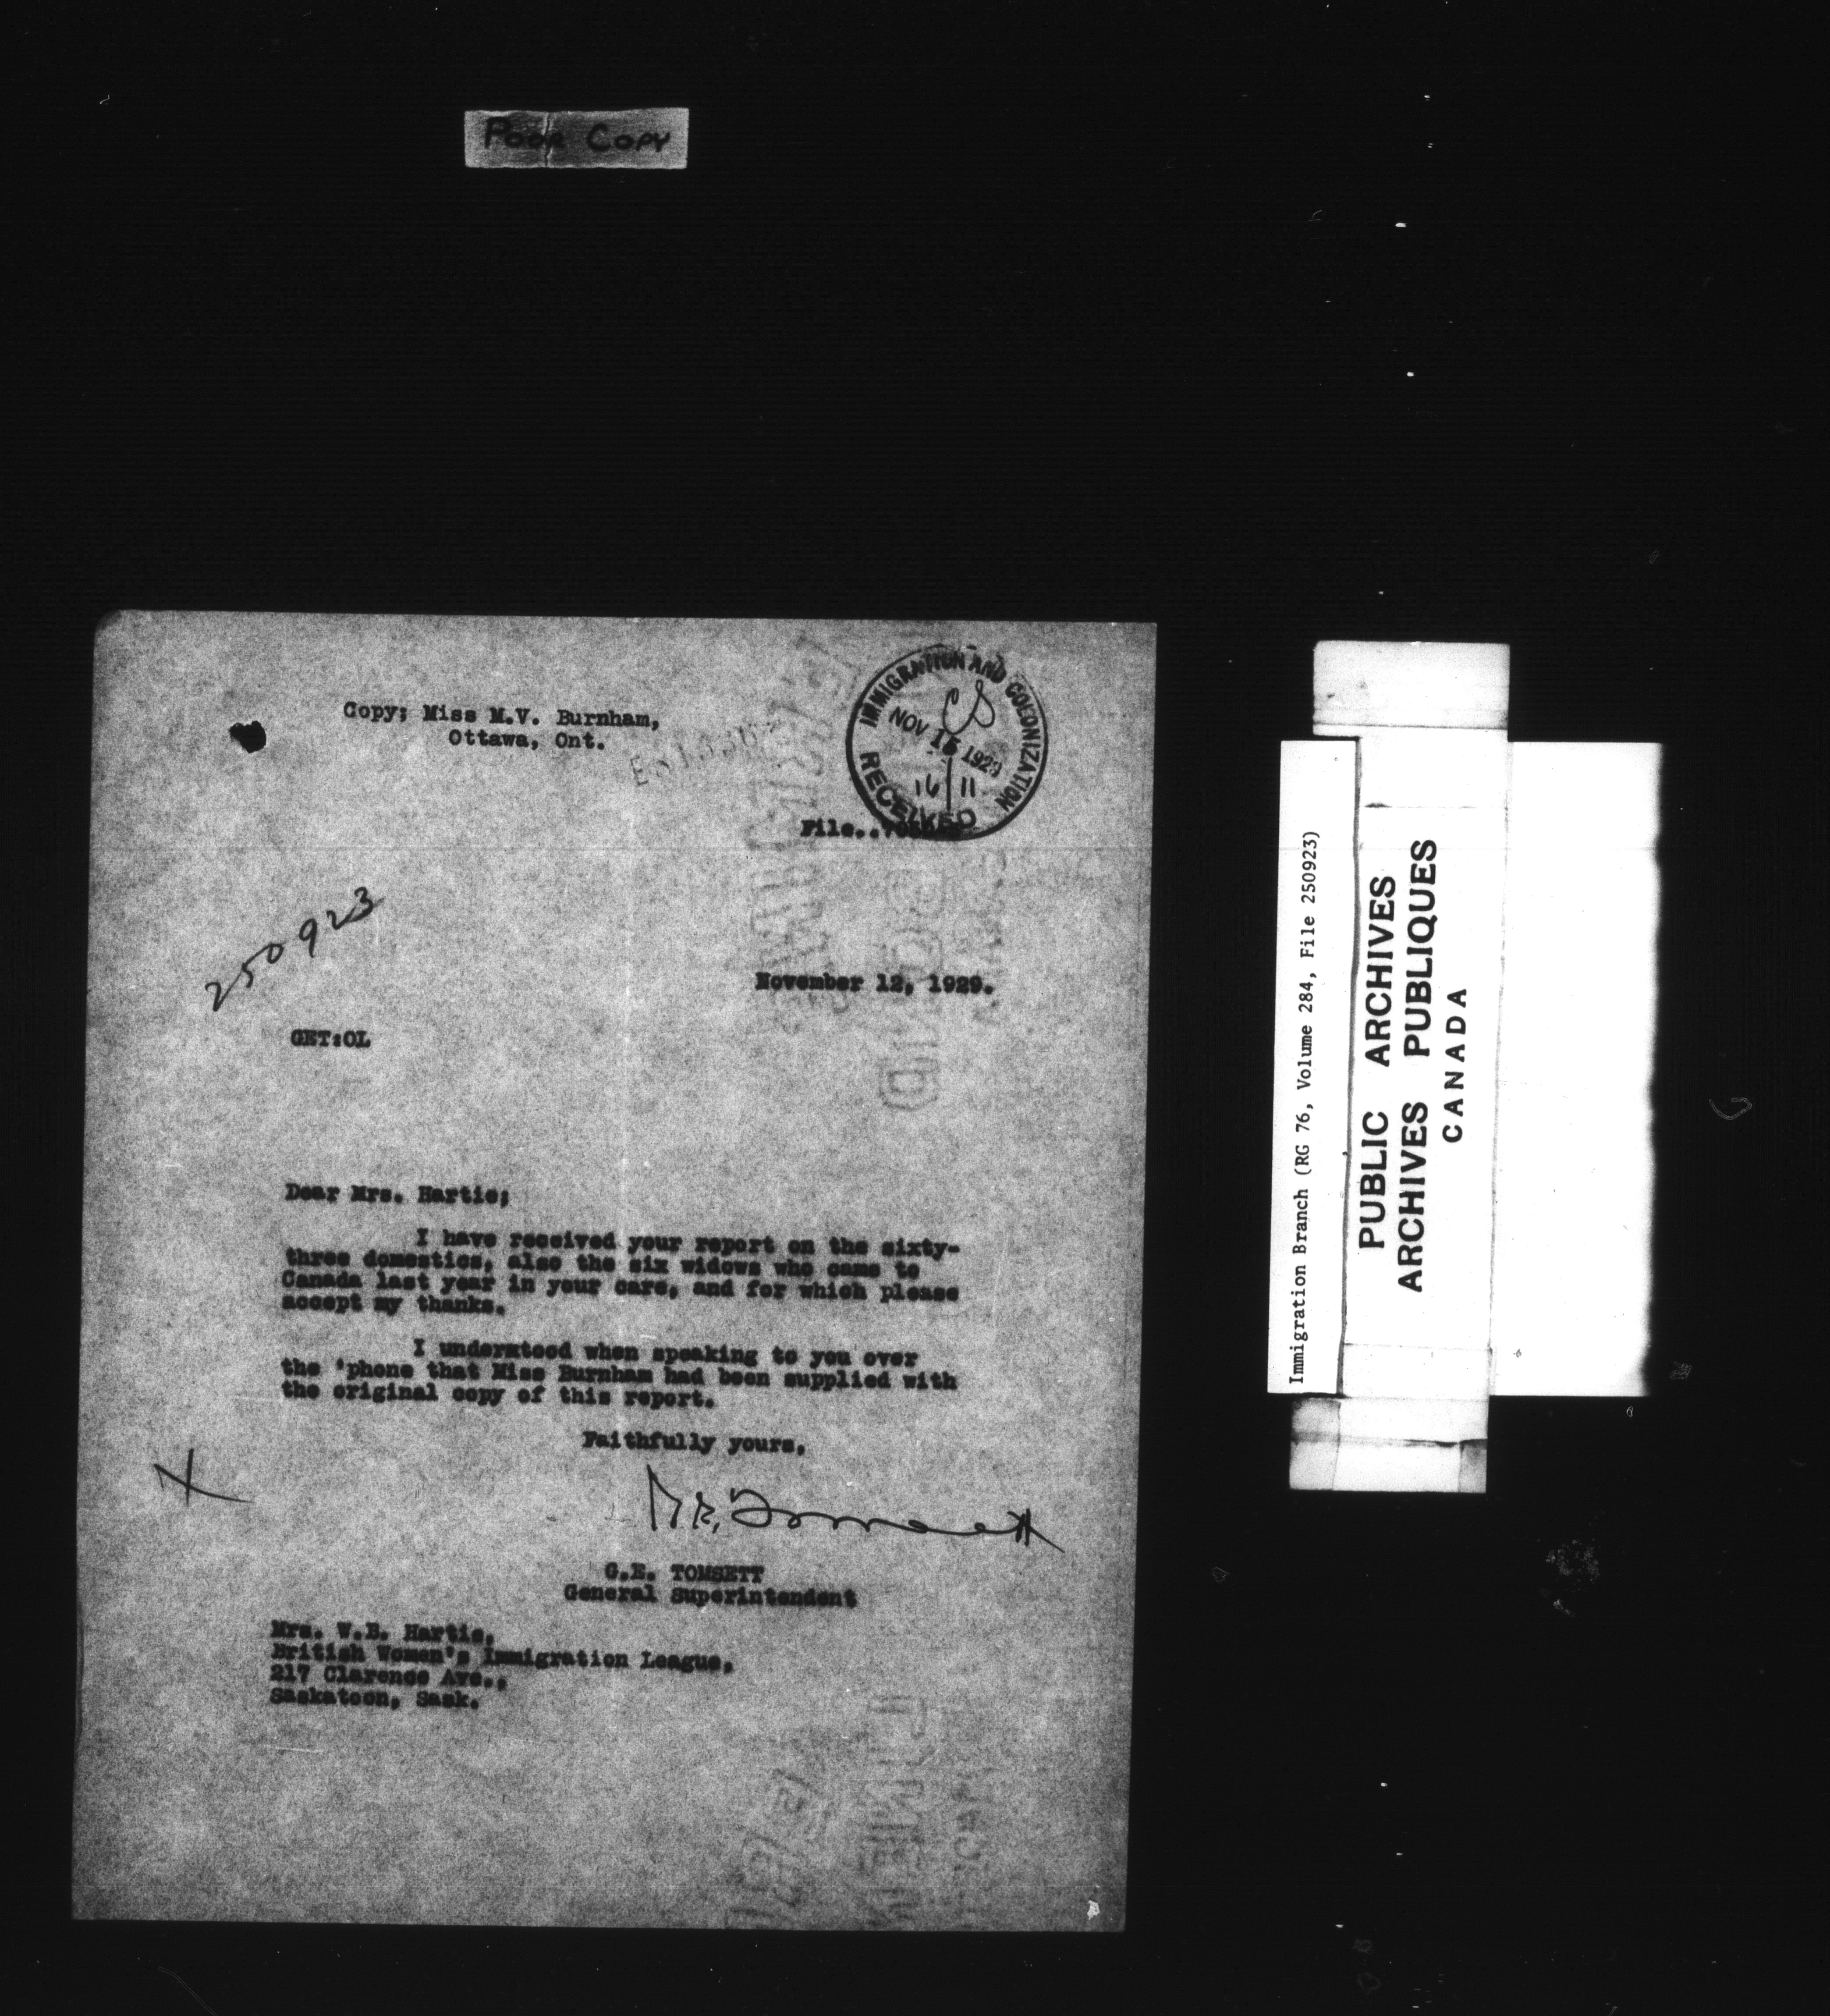 Poor Copy
Copy; Miss M.V. Burnham,
Ottawa, Ont.
IMMIGRATION AND COLONIZATION
CS
NOV 15 1929
16/11
RECEIVED
File..
250923
November 12, 1929.
GET:OL
Dear Mrs. Hartie;
I have received your report on the sixty-
three domestics, also the six widows who came to
Canada last year in your care, and for which please
accept my thanks.
I understood when speaking to you over
the 'phone that Miss Burnham had been supplied with
the original copy of this report.
Faithfully yours,
G.E. TOMSETT
General Superintendent
Mrs. W.B. Hartie,
British Women's Immigration League,
217 Clarence Ave.,
Saskatoon, Sask.
Immigration Branch (RG 76, Volume 284, File 250923)
PUBLIC ARCHIVES
ARCHIVES PUBLIQUES
CANADA